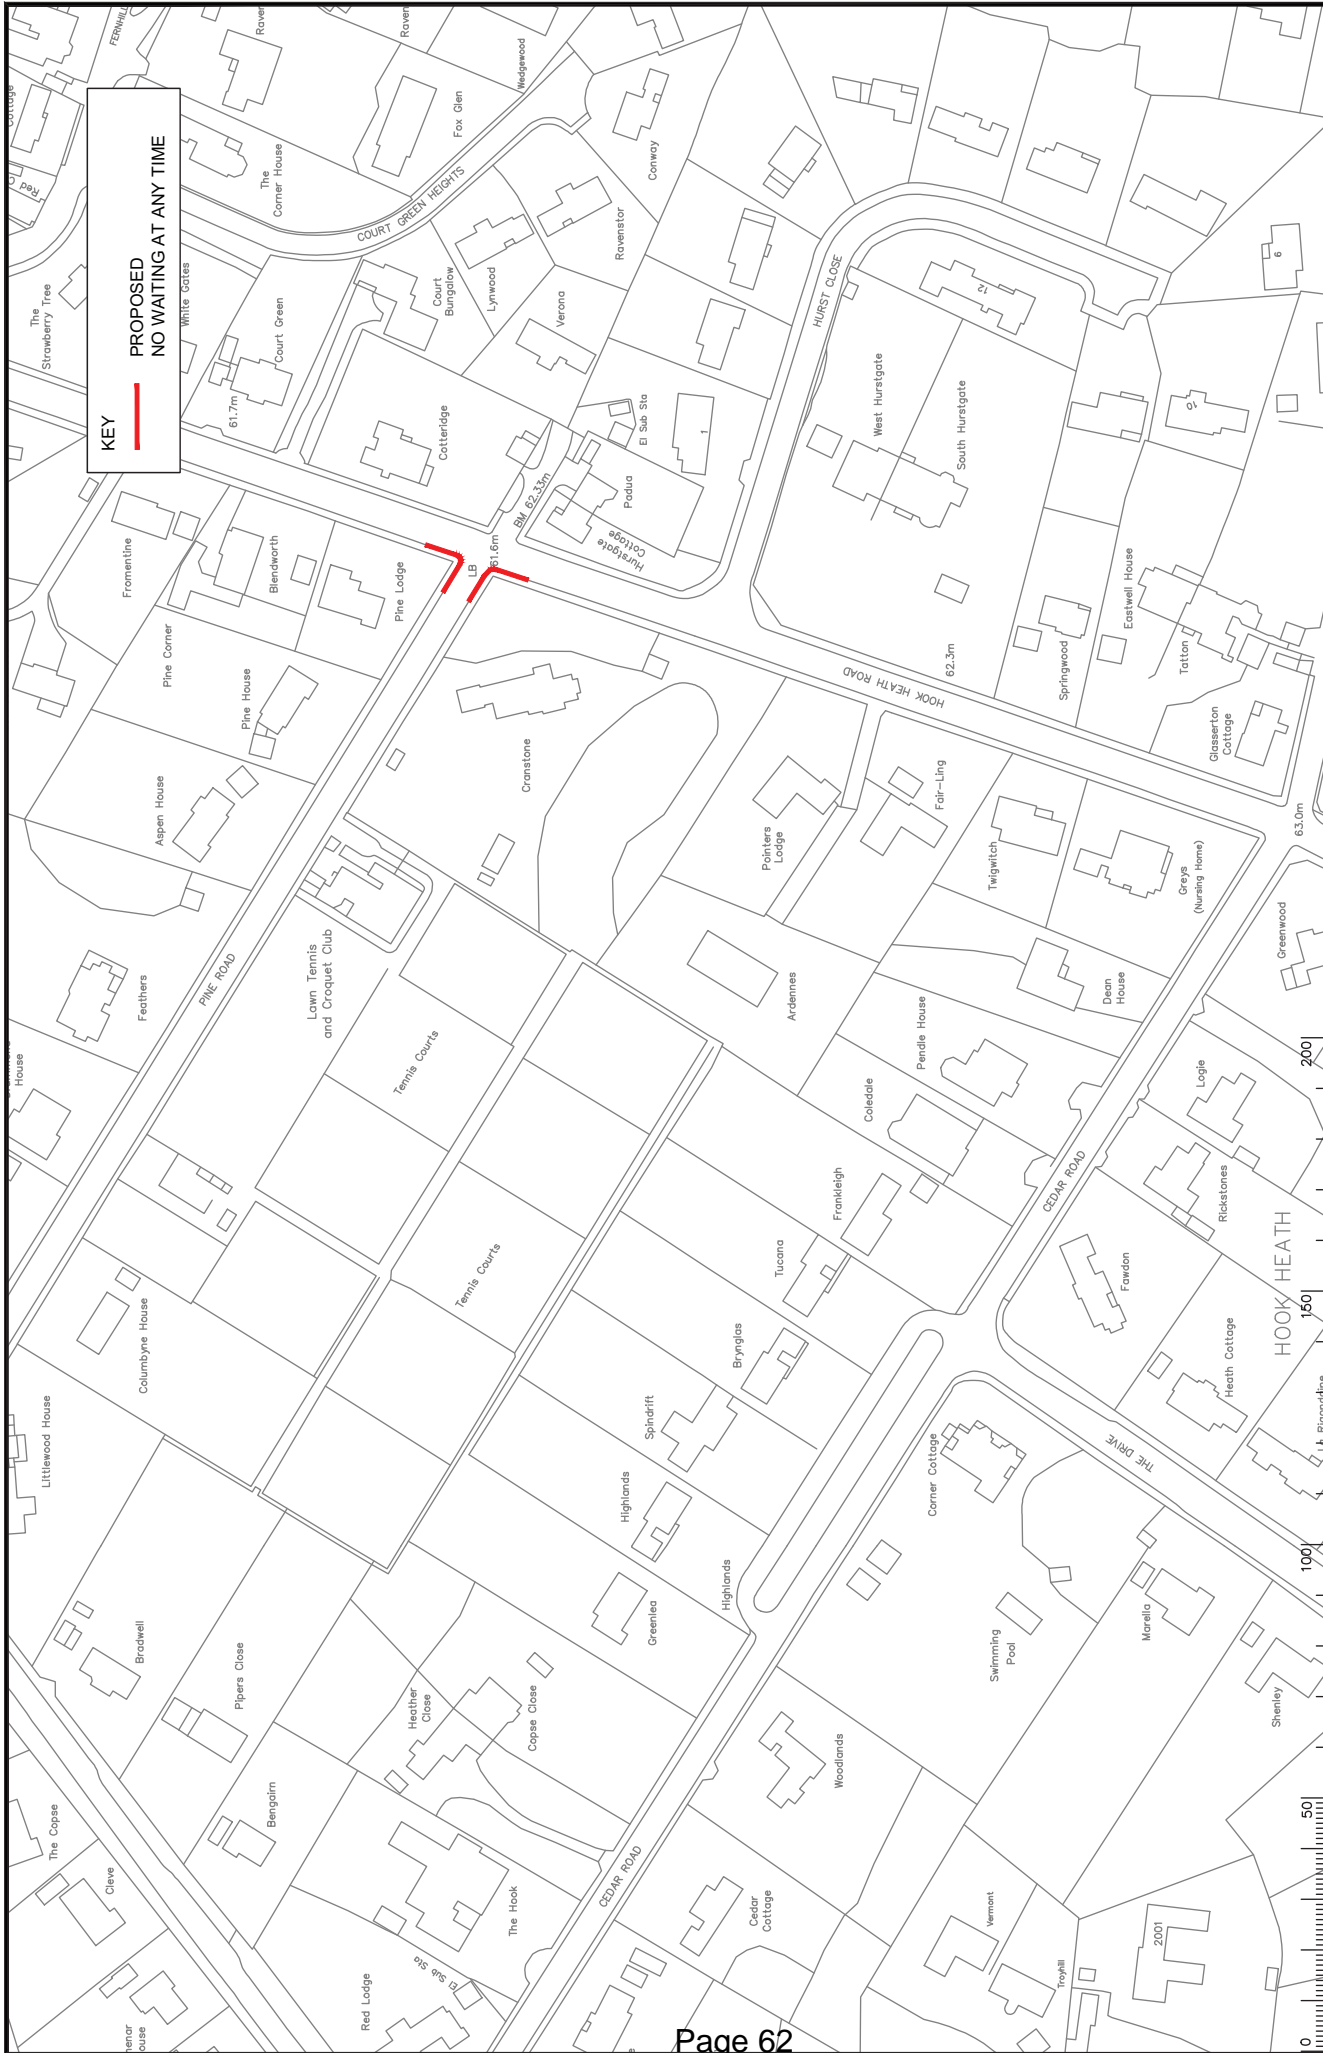 KEY
PROPOSED
NO WAITING AT ANY TIME
FERNHILL
Cottage
Red
Raven
Raven
Wedgewood
The
Corner House
Fox Glen
Conway
COURT GREEN HEIGHTS
The
Strawberry Tree
White Gates
Court Green
61.7m
Court
Bungalow
Lynwood
Ravenstor
Verona
Cotteridge
El Sub Sta
1
Padua
Hurstgate
Cottage
BM 62.33m
61.6m
LB
HURST CLOSE
12
West Hurstgate
South Hurstgate
10
9
Fromentine
Blendworth
Pine Lodge
Pine Corner
Pine House
Aspen House
Cranstone
HOOK HEATH ROAD
62.3m
Springwood
Eastwell House
Tatton
Glasserton
Cottage
63.0m
Feathers
PINE ROAD
Lawn Tennis
and Croquet Club
Tennis Courts
Tennis Courts
Pointers
Lodge
Fair-Ling
Twigwitch
Greys
(Nursing Home)
Greenwood
Ardennes
Dean
House
Pendle House
Coledale
Logie
Rickstones
CEDAR ROAD
Frankleigh
Tucana
Brynglas
Spindrift
Highlands
Highlands
Greenlea
Fawdon
Heath Cottage
HOOK HEATH
THE DRIVE
Corner Cottage
Swimming
Pool
Marella
Shenley
House
Columbyne House
Littlewood House
Bradwell
Pipers Close
Bengairn
Heather
Close
Copse Close
Woodlands
The Copse
Cleve
The Hook
El Sub Sta
Red Lodge
CEDAR ROAD
Cedar
Cottage
Vermont
Troyhill
2001
0
50
100
150
200
Page 62